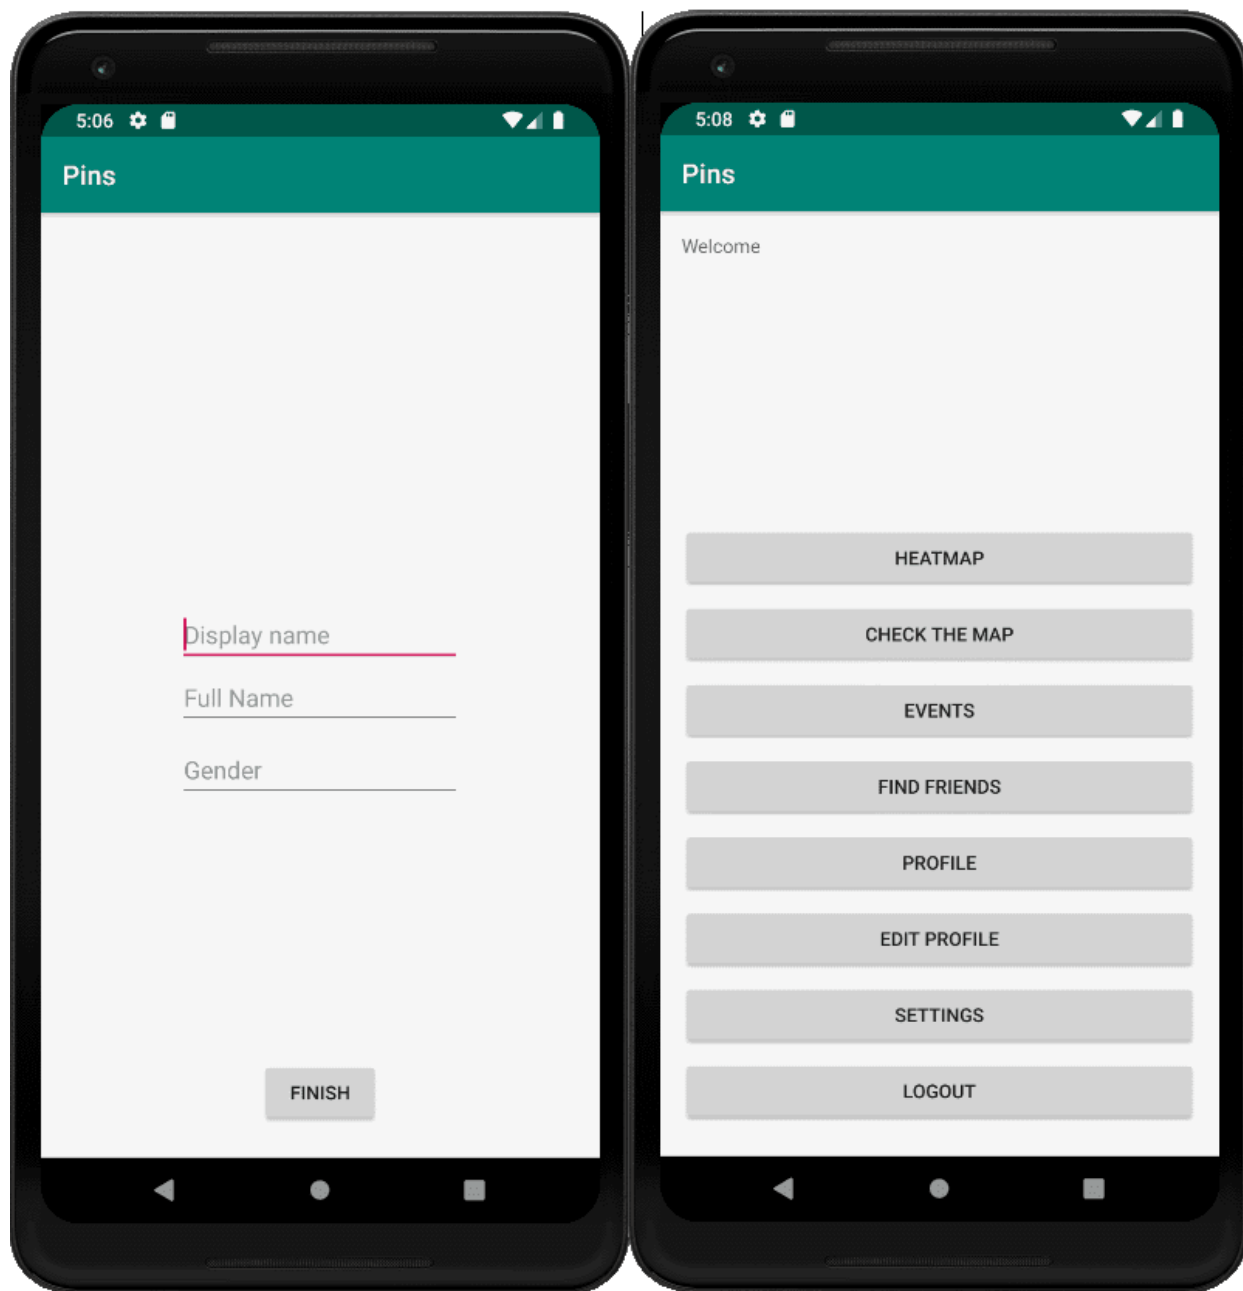 5:06
Pins
Display name
Full Name
Gender
FINISH
5:08
Pins
Welcome
HEATMAP
CHECK THE MAP
EVENTS
FIND FRIENDS
PROFILE
EDIT PROFILE
SETTINGS
LOGOUT